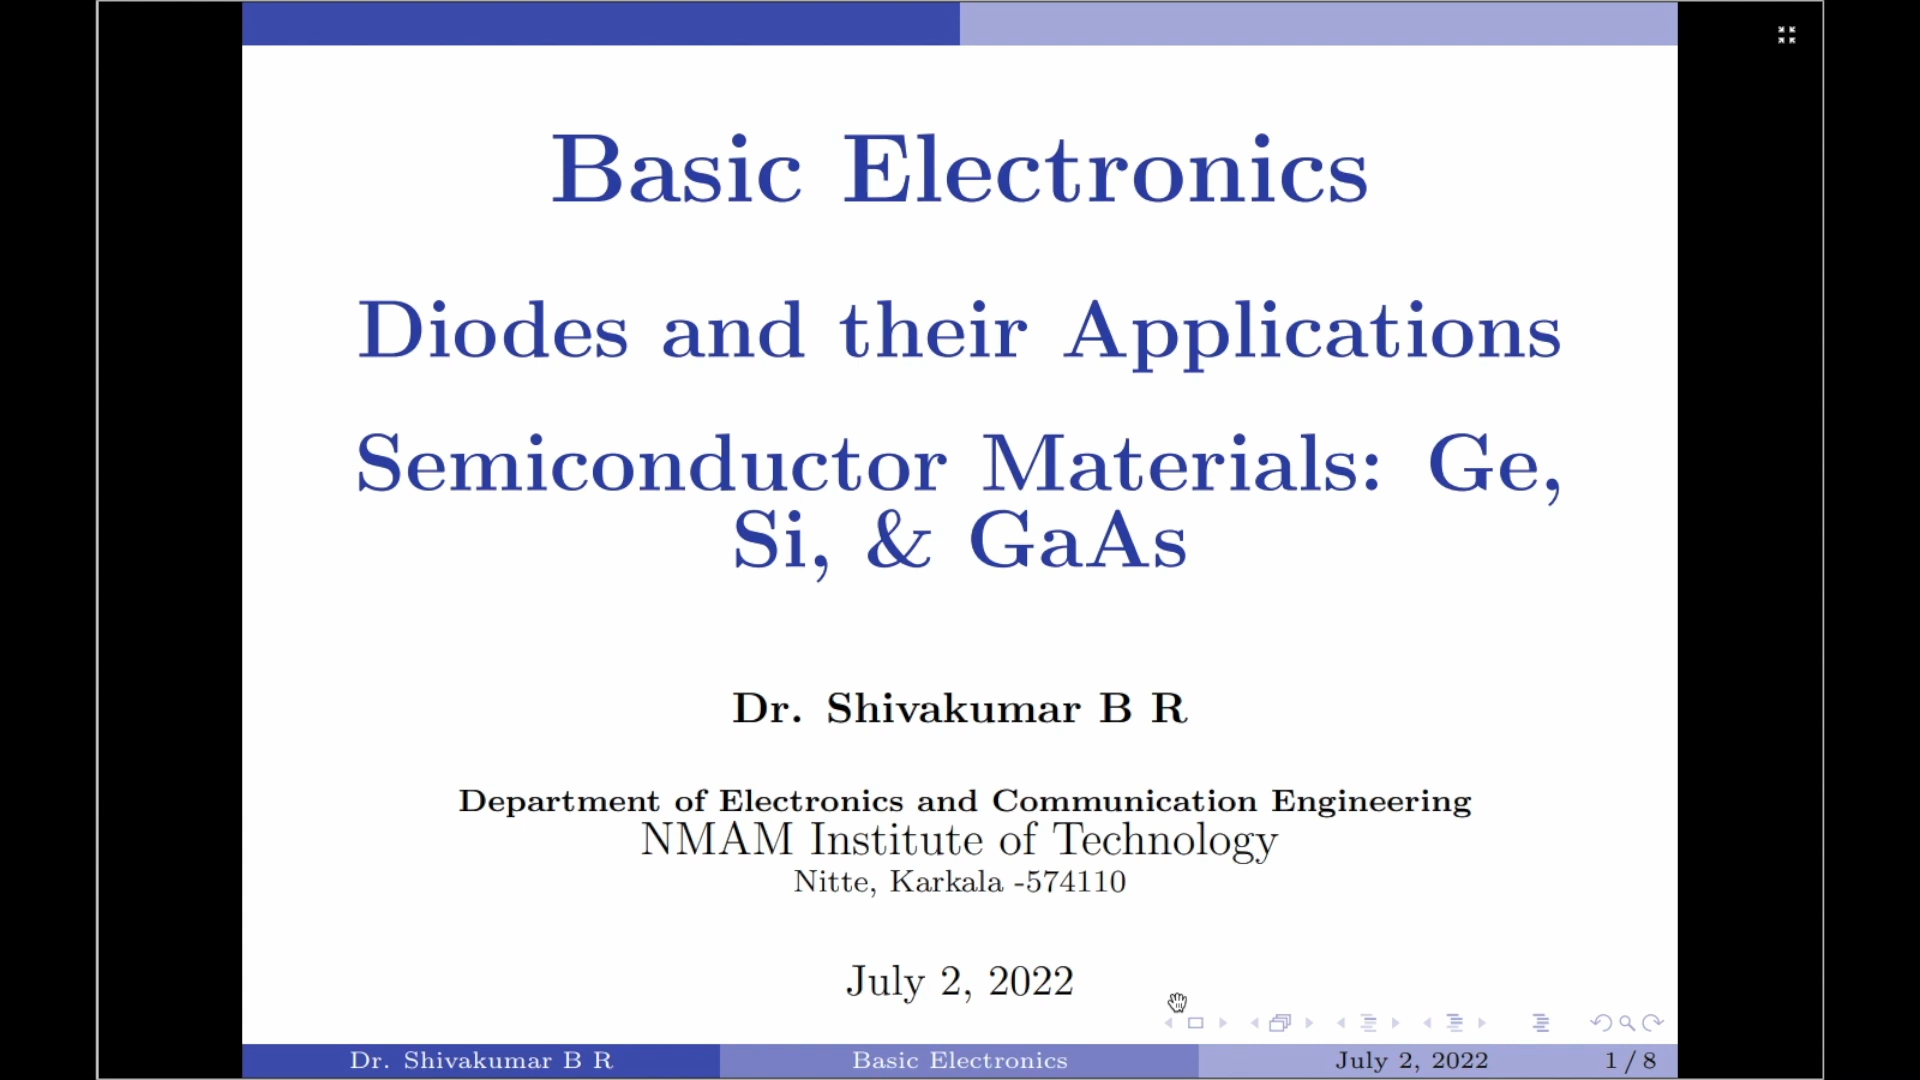 Basic Electronics
Diodes and their Applications
Semiconductor Materials: Ge,
Si, & GaAs
Dr. Shivakumar B R
Department of Electronics and Communication Engineering
NMAM Institute of Technology
Nitte, Karkala -574110
July 2, 2022
Dr. Shivakumar B R Basic Electronics July 2, 2022 1 / 8